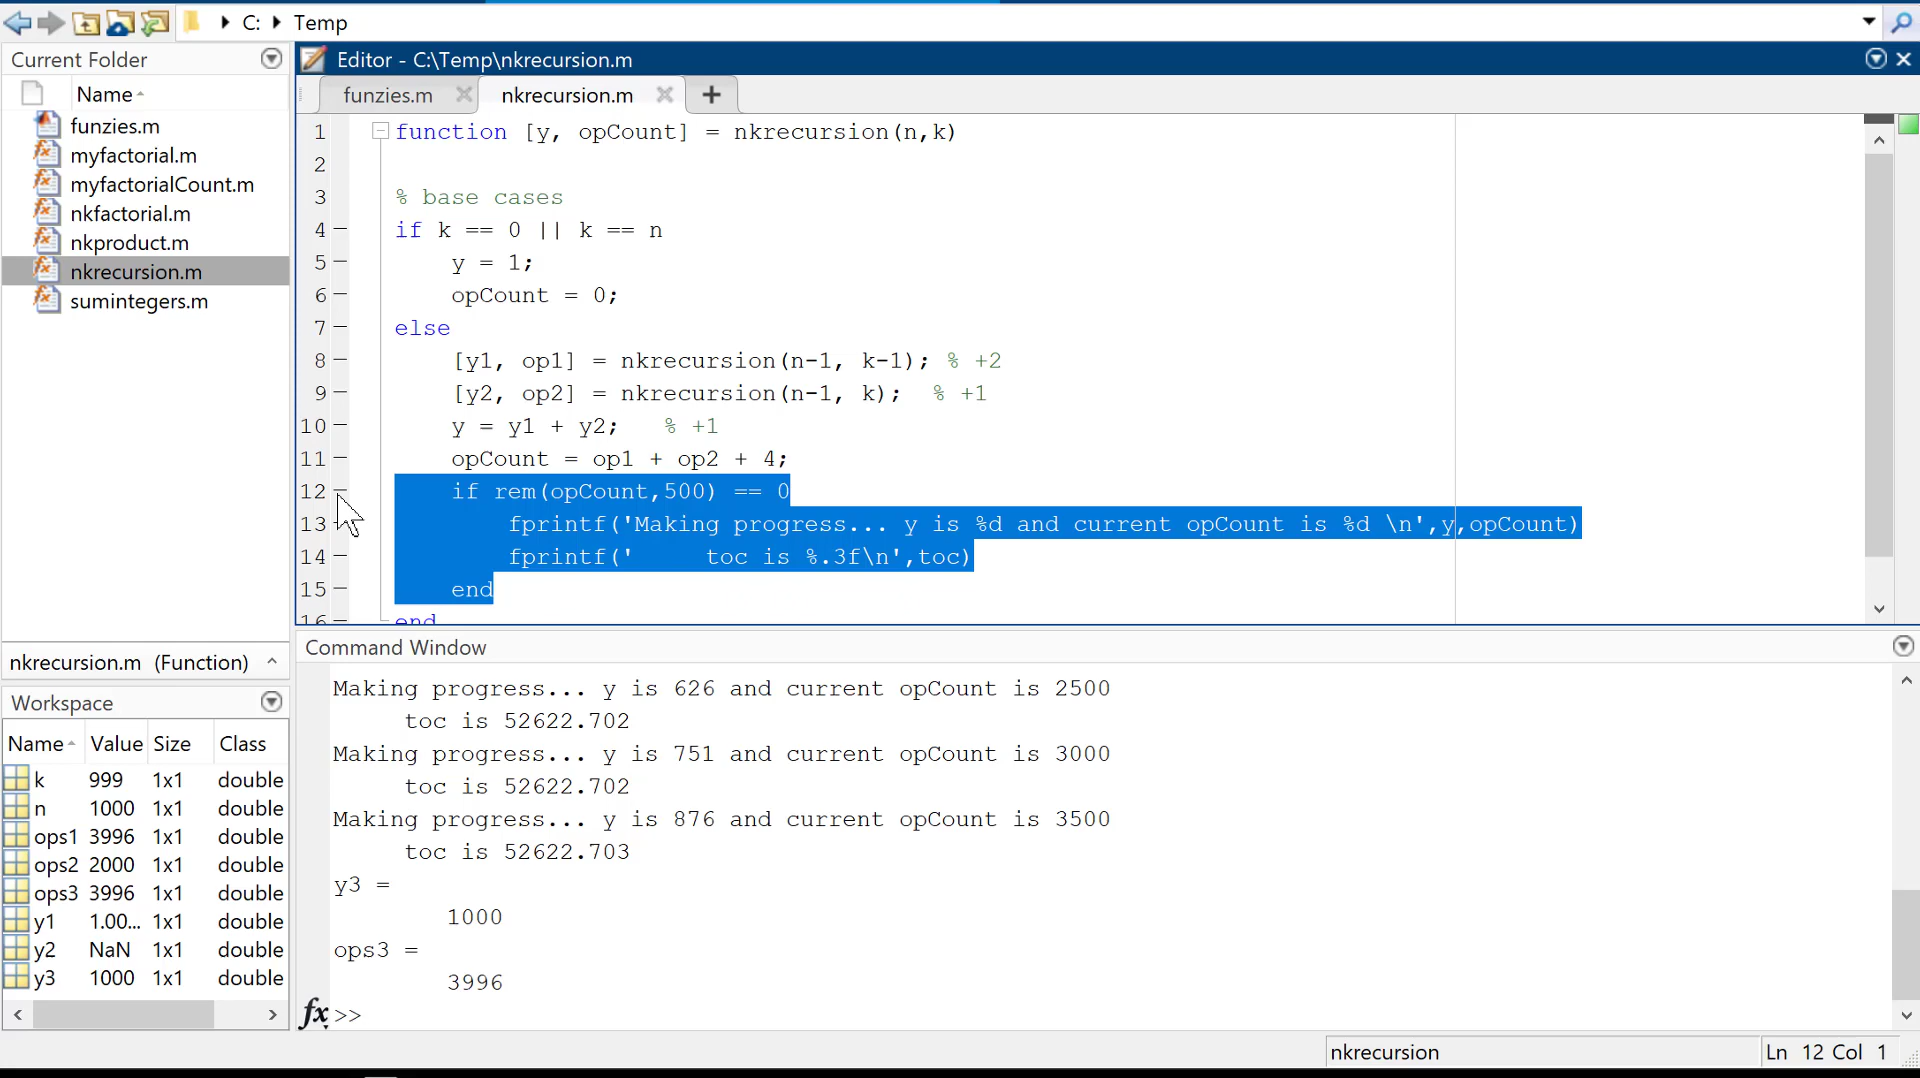 C: Temp
Current Folder
Name
funzies.m
myfactorial.m
myfactorialCount.m
nkfactorial.m
nkproduct.m
nkrecursion.m
sumintegers.m
nkrecursion.m (Function)
Workspace
Name Value Size Class
k 999 1x1 double
n 1000 1x1 double
ops1 3996 1x1 double
ops2 2000 1x1 double
ops3 3996 1x1 double
y1 1.00... 1x1 double
y2 NaN 1x1 double
y3 1000 1x1 double
Editor - C:\Temp\nkrecursion.m
funzies.m nkrecursion.m +
1 function [y, opCount] = nkrecursion(n,k)
2
3 % base cases
4 if k == 0 || k == n
5 y = 1;
6 opCount = 0;
7 else
8 [y1, op1] = nkrecursion(n-1, k-1); % +2
9 [y2, op2] = nkrecursion(n-1, k); % +1
10 y = y1 + y2; % +1
11 opCount = op1 + op2 + 4;
12 if rem(opCount,500) == 0
13 fprintf('Making progress... y is %d and current opCount is %d \n',y,opCount)
14 fprintf('     toc is %.3f\n',toc)
15 end
16 end
Command Window
Making progress... y is 626 and current opCount is 2500
toc is 52622.702
Making progress... y is 751 and current opCount is 3000
toc is 52622.702
Making progress... y is 876 and current opCount is 3500
toc is 52622.703
y3 =
1000
ops3 =
3996
fx >>
nkrecursion Ln 12 Col 1